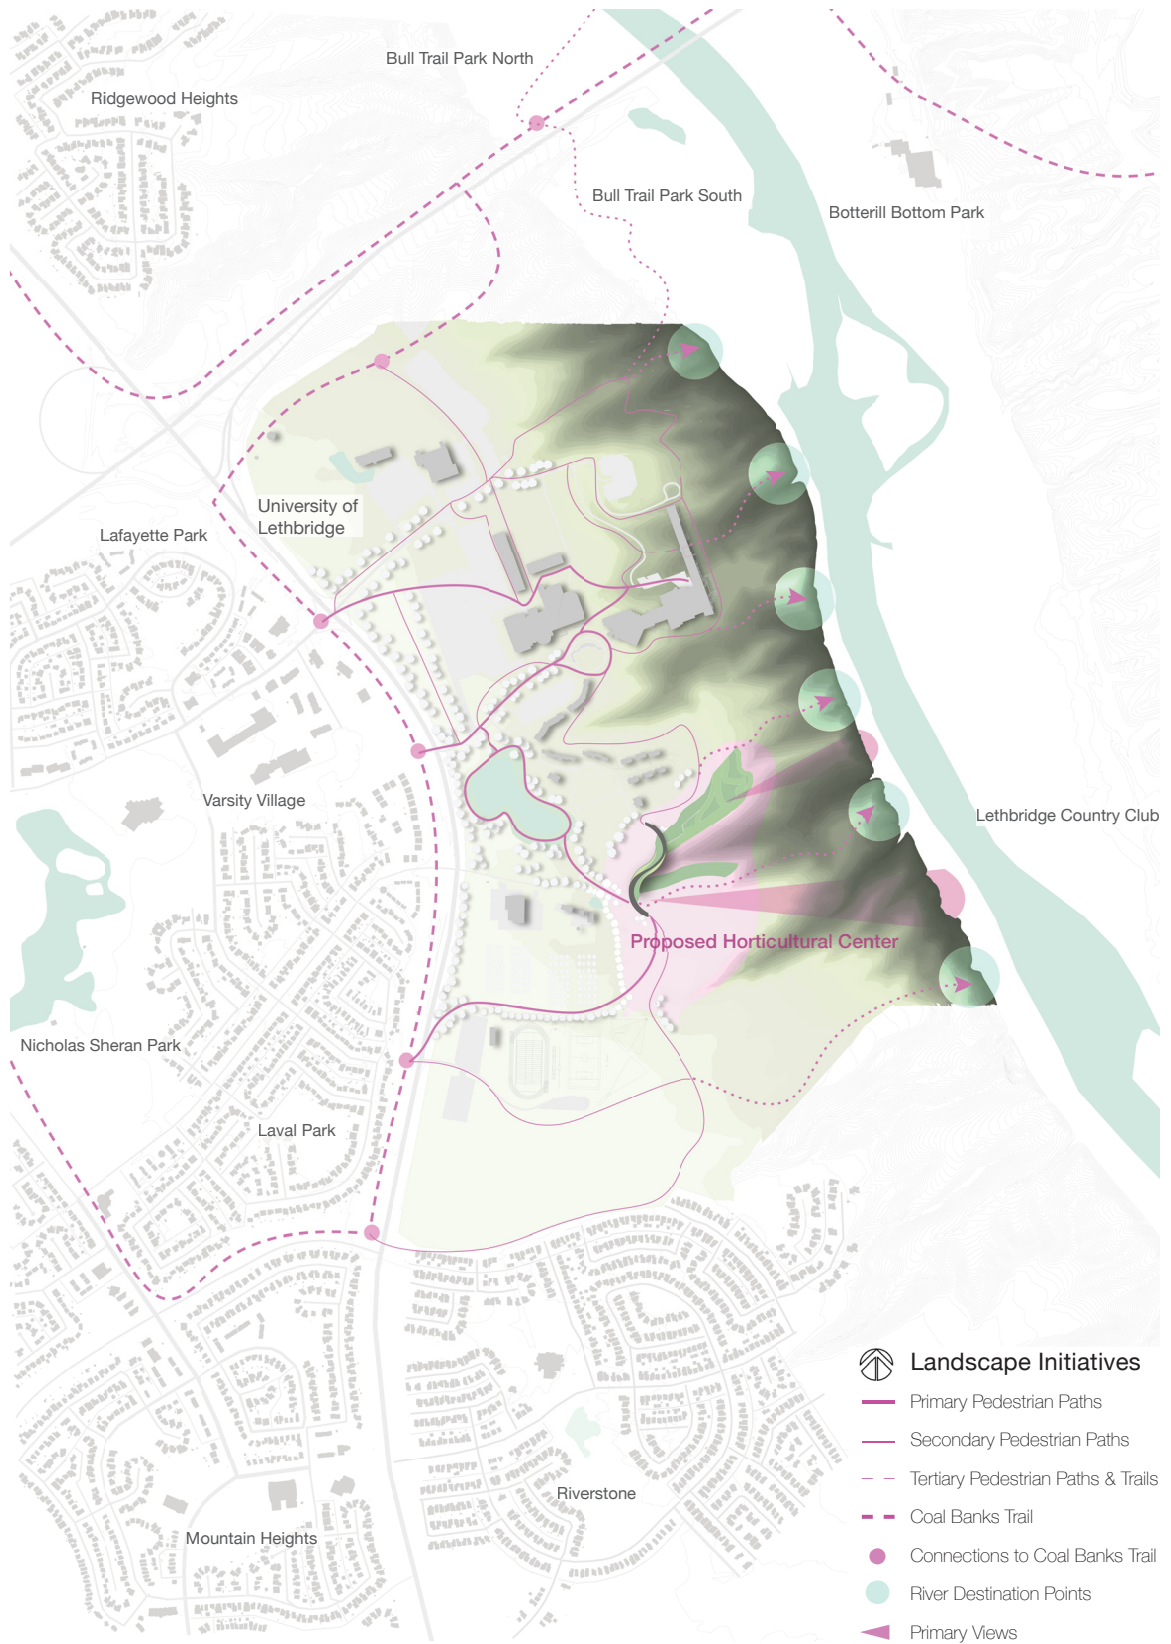 Bull Trail Park North
Ridgewood Heights
Bull Trail Park South
Botterill Bottom Park
University of
Lethbridge
Lafayette Park
Varsity Village
Lethbridge Country Club
Proposed Horticultural Center
Nicholas Sheran Park
Laval Park
Riverstone
Mountain Heights
Landscape Initiatives
Primary Pedestrian Paths
Secondary Pedestrian Paths
Tertiary Pedestrian Paths & Trails
Coal Banks Trail
Connections to Coal Banks Trail
River Destination Points
Primary Views